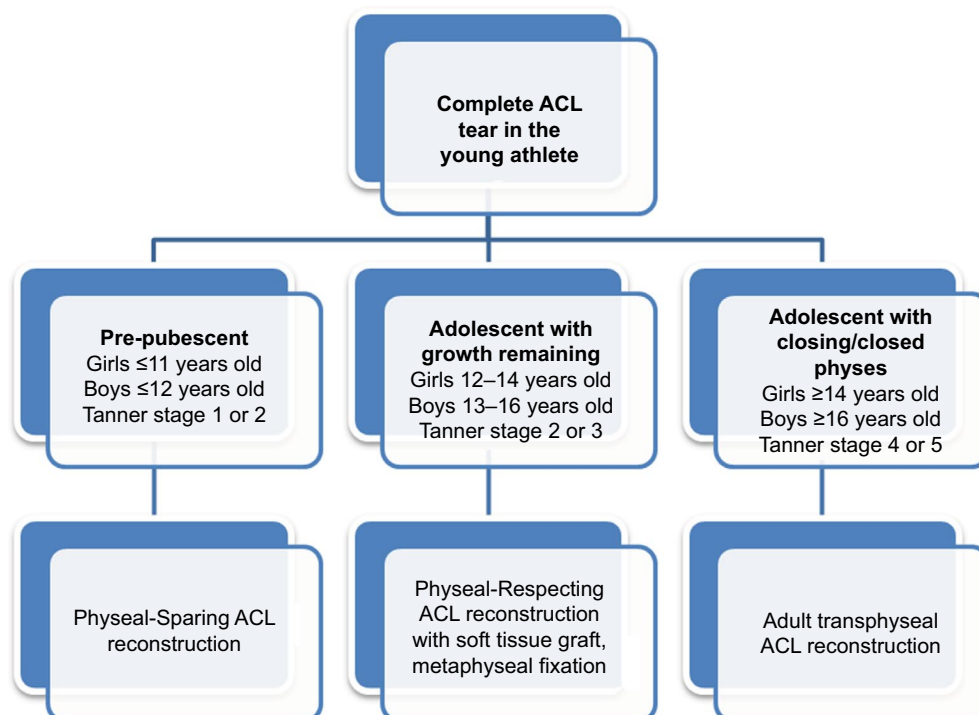 Complete ACL
tear in the
young athlete
Pre-pubescent
Girls ≤11 years old
Boys ≤12 years old
Tanner stage 1 or 2
Adolescent with
growth remaining
Girls 12–14 years old
Boys 13–16 years old
Tanner stage 2 or 3
Adolescent with
closing/closed
physes
Girls ≥14 years old
Boys ≥16 years old
Tanner stage 4 or 5
Physeal-Sparing ACL
reconstruction
Physeal-Respecting
ACL reconstruction
with soft tissue graft,
metaphyseal fixation
Adult transphyseal
ACL reconstruction